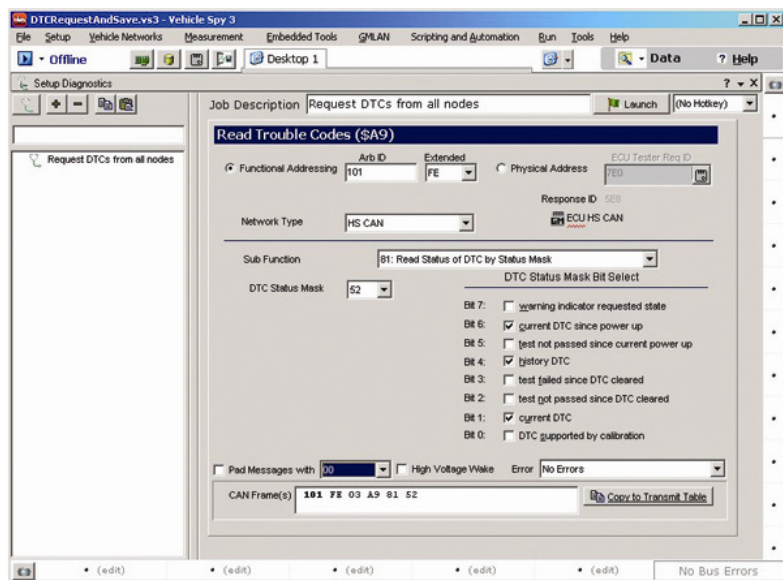 DTCRequestAndSave.vs3 - Vehicle Spy 3
File Setup Vehicle Networks Measurement Embedded Tools GMLAN Scripting and Automation Run Tools Help
Offline Desktop 1 Data ? Help
Setup Diagnostics ?
Job Description Request DTCs from all nodes Launch (No Hotkey)
Read Trouble Codes ($A9)
Request DTCs from all nodes
Arb ID Extended ECU Tester Req ID
Functional Addressing 101 FE Physical Address 7E0
Response ID 5E8
Network Type HS CAN ECU HS CAN
Sub Function 81: Read Status of DTC by Status Mask
DTC Status Mask 52 DTC Status Mask Bit Select
Bit 7: warning indicator requested state
Bit 6: current DTC since power up
Bit 5: test not passed since current power up
Bit 4: history DTC
Bit 3: test failed since DTC cleared
Bit 2: test not passed since DTC cleared
Bit 1: current DTC
Bit 0: DTC supported by calibration
Pad Messages with 00 High Voltage Wake Error No Errors
CAN Frame(s) 101 FE 03 A9 81 52 Copy to Transmit Table
• (edit) • (edit) • (edit) • (edit) • (edit) No Bus Errors